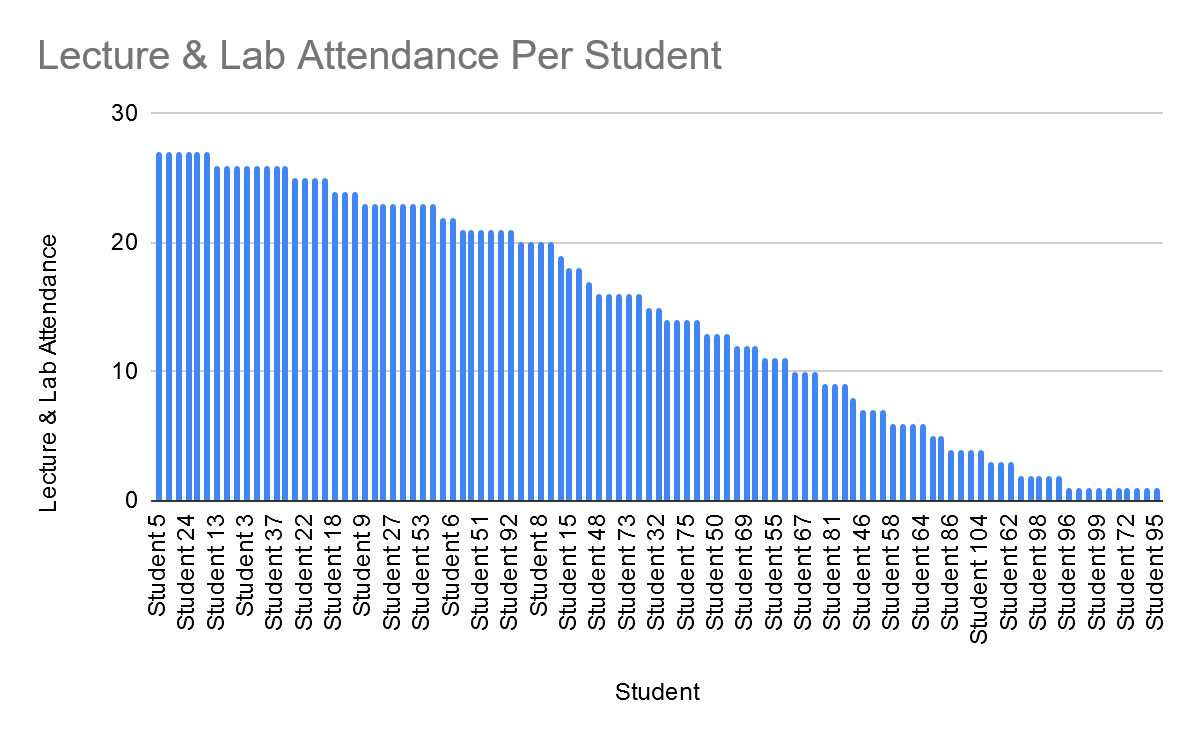 Lecture & Lab Attendance Per Student
30
20
10
0
Lecture & Lab Attendance
Student 5
Student 24
Student 13
Student 3
Student 37
Student 22
Student 18
Student 9
Student 27
Student 53
Student 6
Student 51
Student 92
Student 8
Student 15
Student 48
Student 73
Student 32
Student 75
Student 50
Student 69
Student 55
Student 67
Student 81
Student 46
Student 58
Student 64
Student 86
Student 104
Student 62
Student 98
Student 96
Student 99
Student 72
Student 95
Student